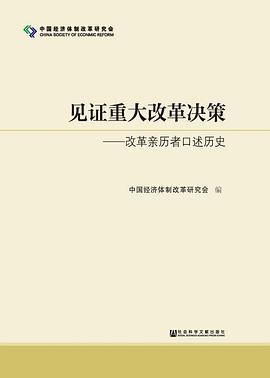 中国经济体制改革研究会
CHINA SOCIETY OF ECONMIC REFORM
见证重大改革决策
——改革亲历者口述历史
中国经济体制改革研究会 编
社会科学文献出版社
SOCIAL SCIENCES ACADEMIC PRESS (CHINA)